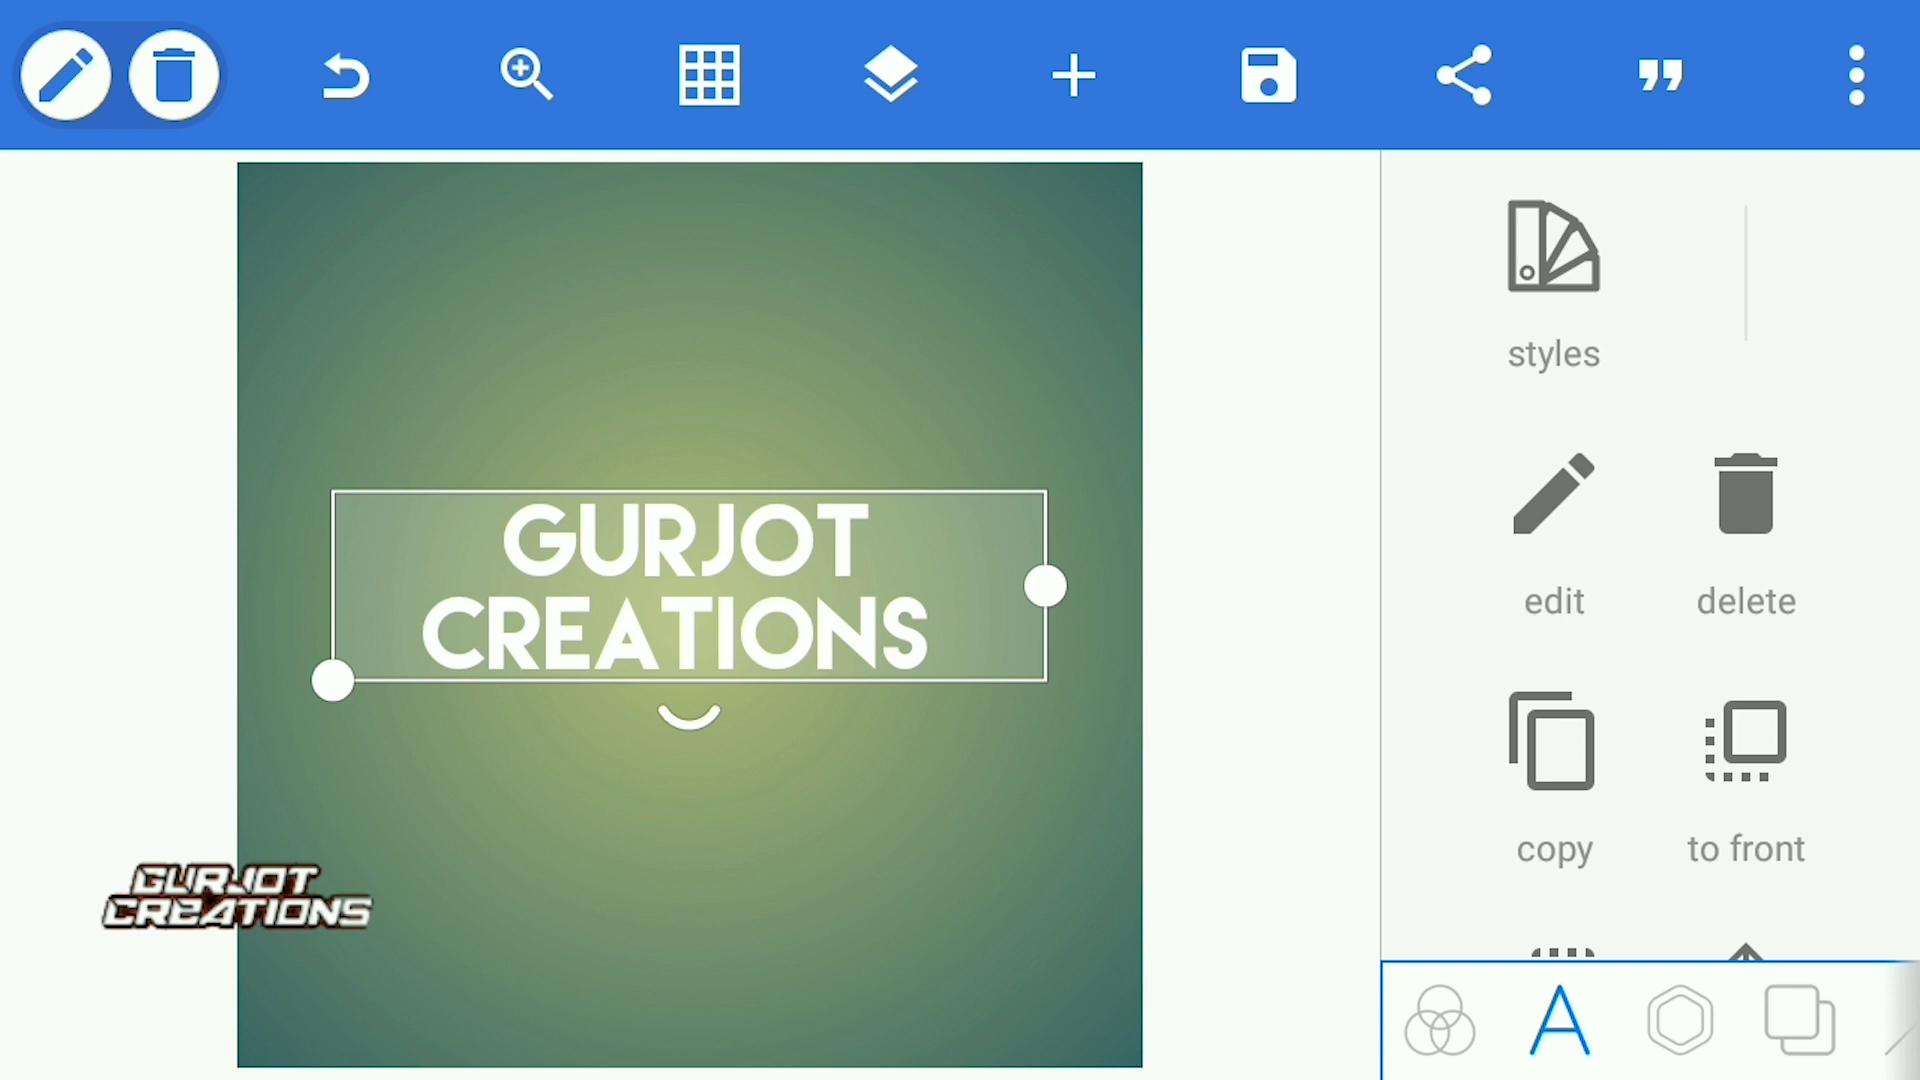 styles
GURJOT
CREATIONS
edit
delete
copy
to front
GURJOT
CREATIONS